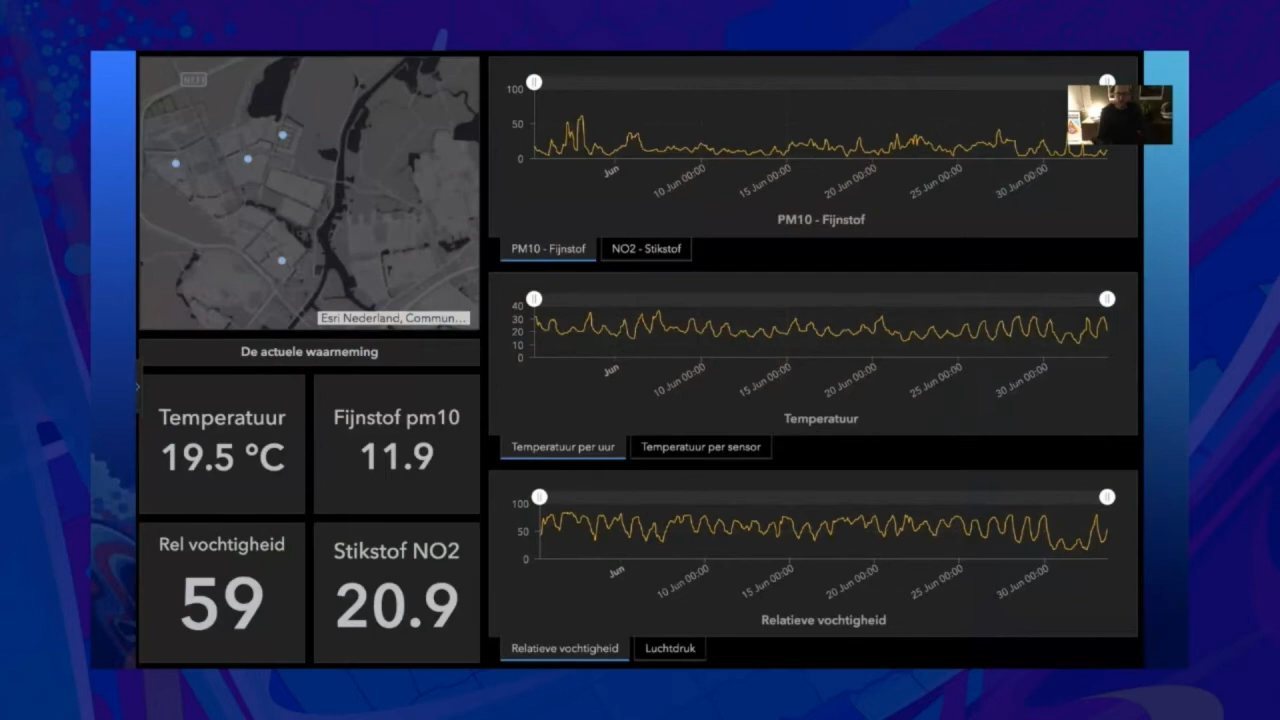 N831
Esri Nederland, Commun...
De actuele waarneming
Temperatuur
19.5 °C
Fijnstof pm10
11.9
Rel vochtigheid
59
Stikstof NO2
20.9
100
50
0
Jun
10 Jun 00:00
15 Jun 00:00
20 Jun 00:00
25 Jun 00:00
30 Jun 00:00
PM10 - Fijnstof
PM10 - Fijnstof
NO2 - Stikstof
40
30
20
10
0
Jun
10 Jun 00:00
15 Jun 00:00
20 Jun 00:00
25 Jun 00:00
30 Jun 00:00
Temperatuur
Temperatuur per uur
Temperatuur per sensor
100
50
0
Jun
10 Jun 00:00
15 Jun 00:00
20 Jun 00:00
25 Jun 00:00
30 Jun 00:00
Relatieve vochtigheid
Relatieve vochtigheid
Luchtdruk